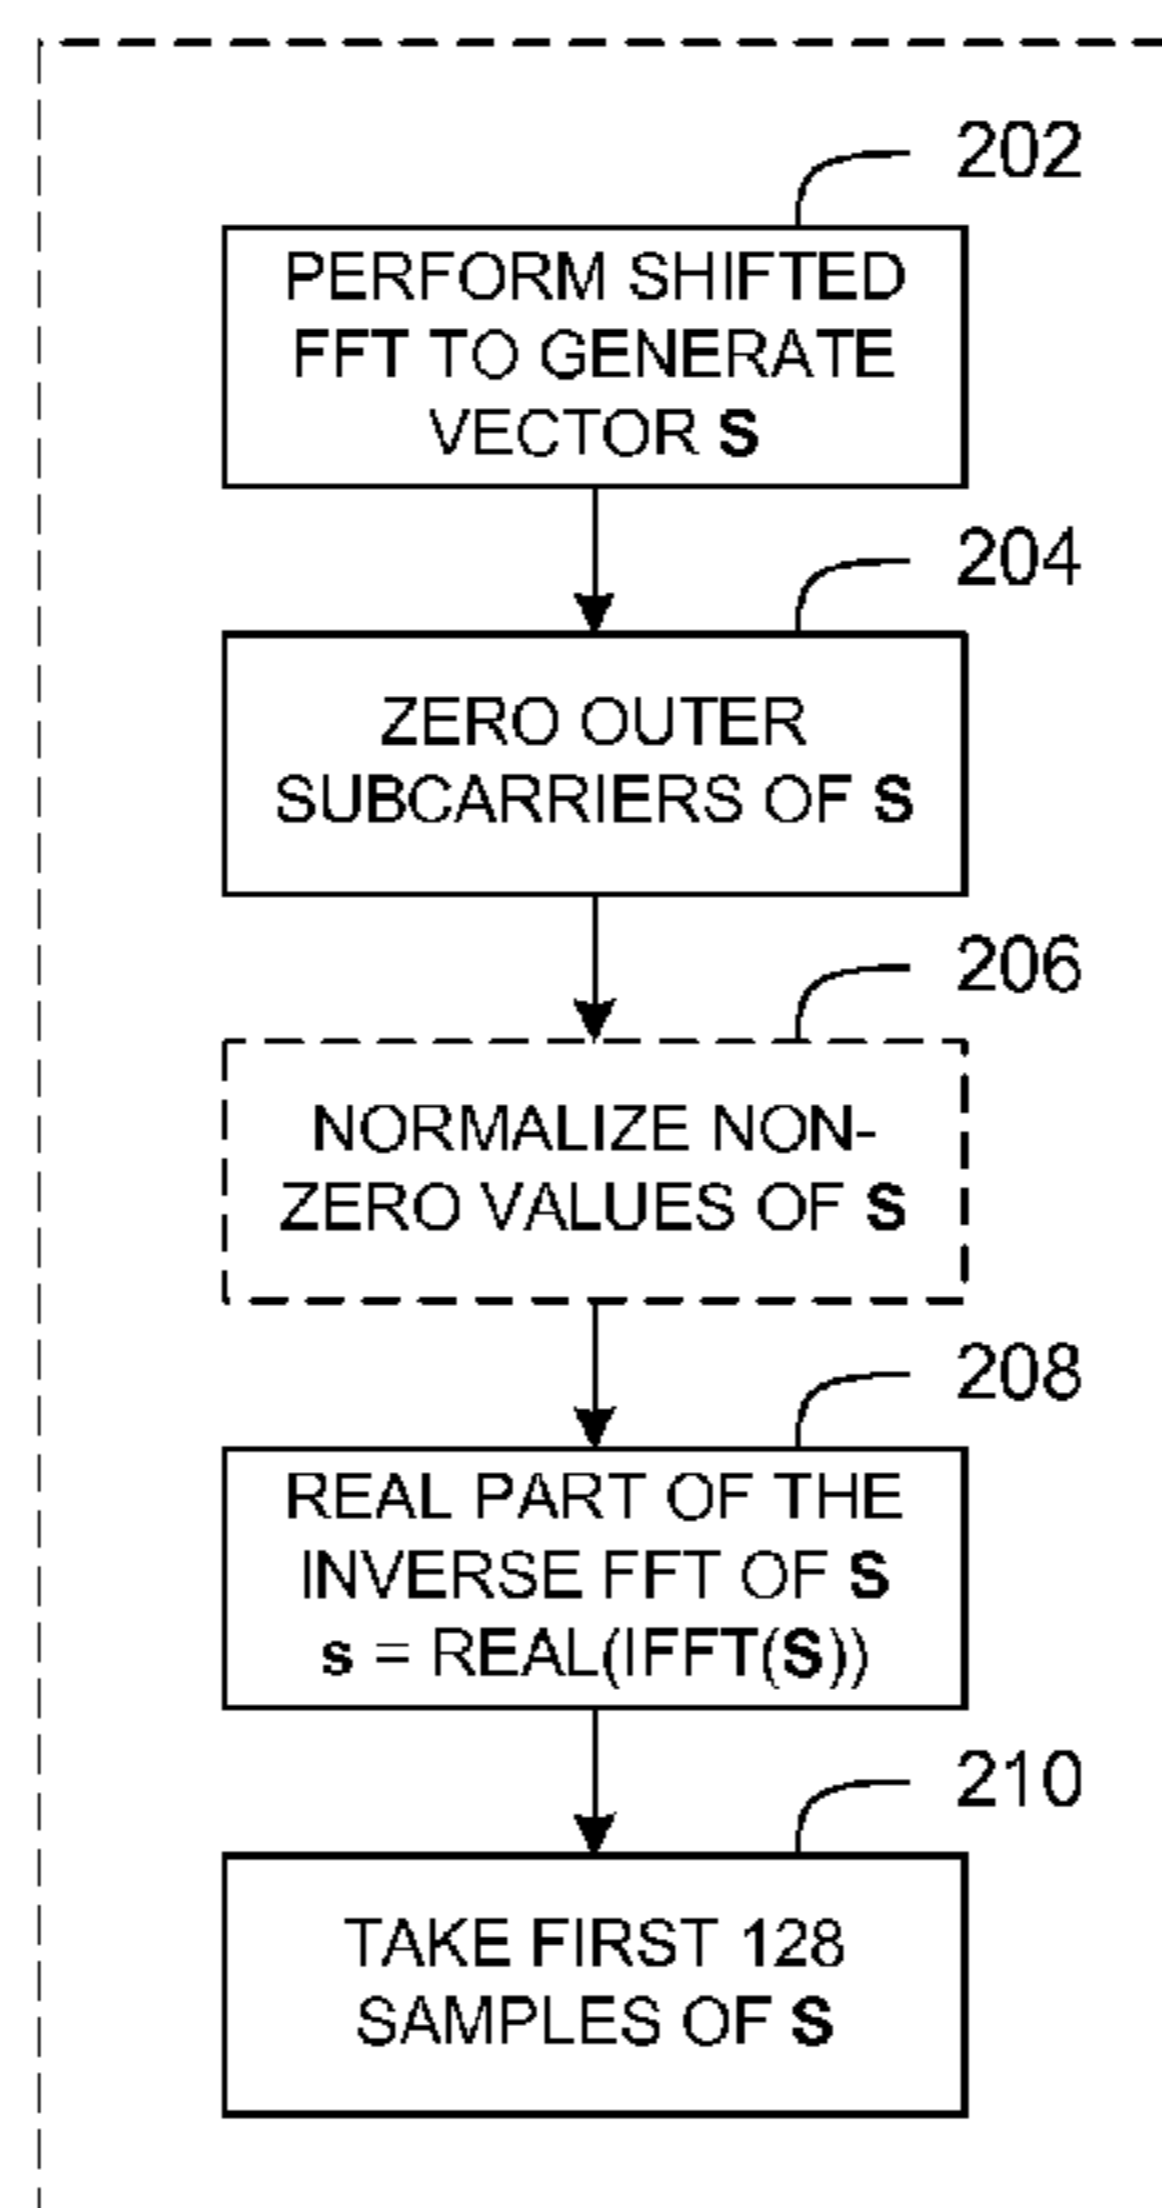 202
PERFORM SHIFTED
FFT TO GENERATE
VECTOR S
204
ZERO OUTER
SUBCARRIERS OF S
206
NORMALIZE NON-
ZERO VALUES OF S
208
REAL PART OF THE
INVERSE FFT OF S
s = REAL(IFFT(S))
210
TAKE FIRST 128
SAMPLES OF S